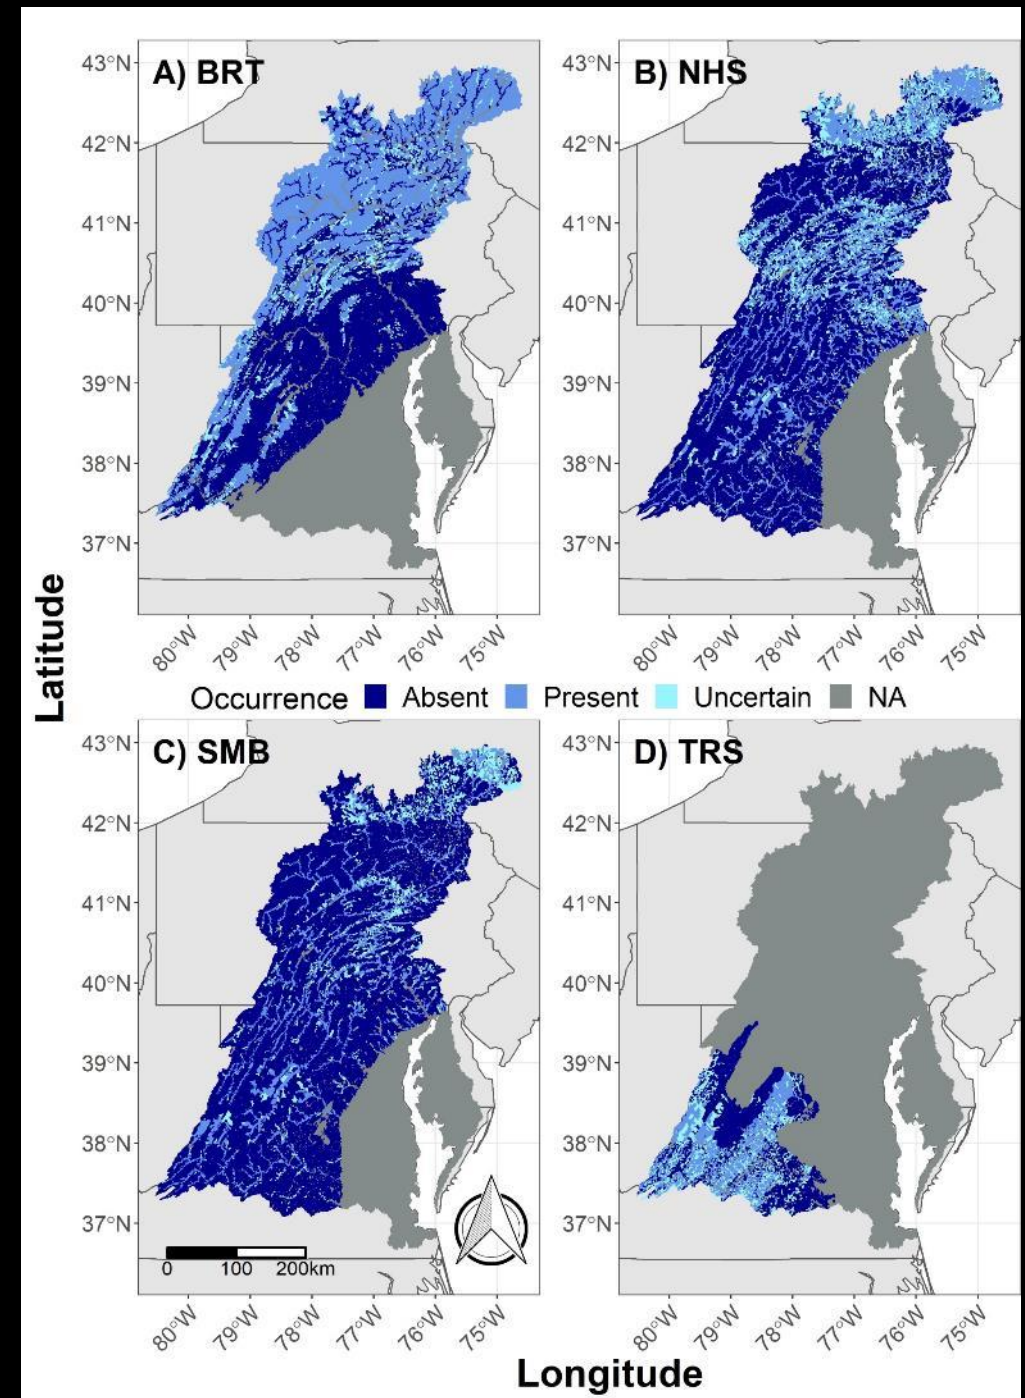 A) BRT
B) NHS
43°N
42°N
41°N
40°N
39°N
38°N
37°N
43°N
42°N
41°N
40°N
39°N
38°N
37°N
80°W 79°W 78°W 77°W 76°W 75°W
80°W 79°W 78°W 77°W 76°W 75°W
Latitude
Occurrence Absent Present Uncertain NA
C) SMB
D) TRS
43°N
42°N
41°N
40°N
39°N
38°N
37°N
43°N
42°N
41°N
40°N
39°N
38°N
37°N
0 100 200km
80°W 79°W 78°W 77°W 76°W 75°W
80°W 79°W 78°W 77°W 76°W 75°W
Longitude